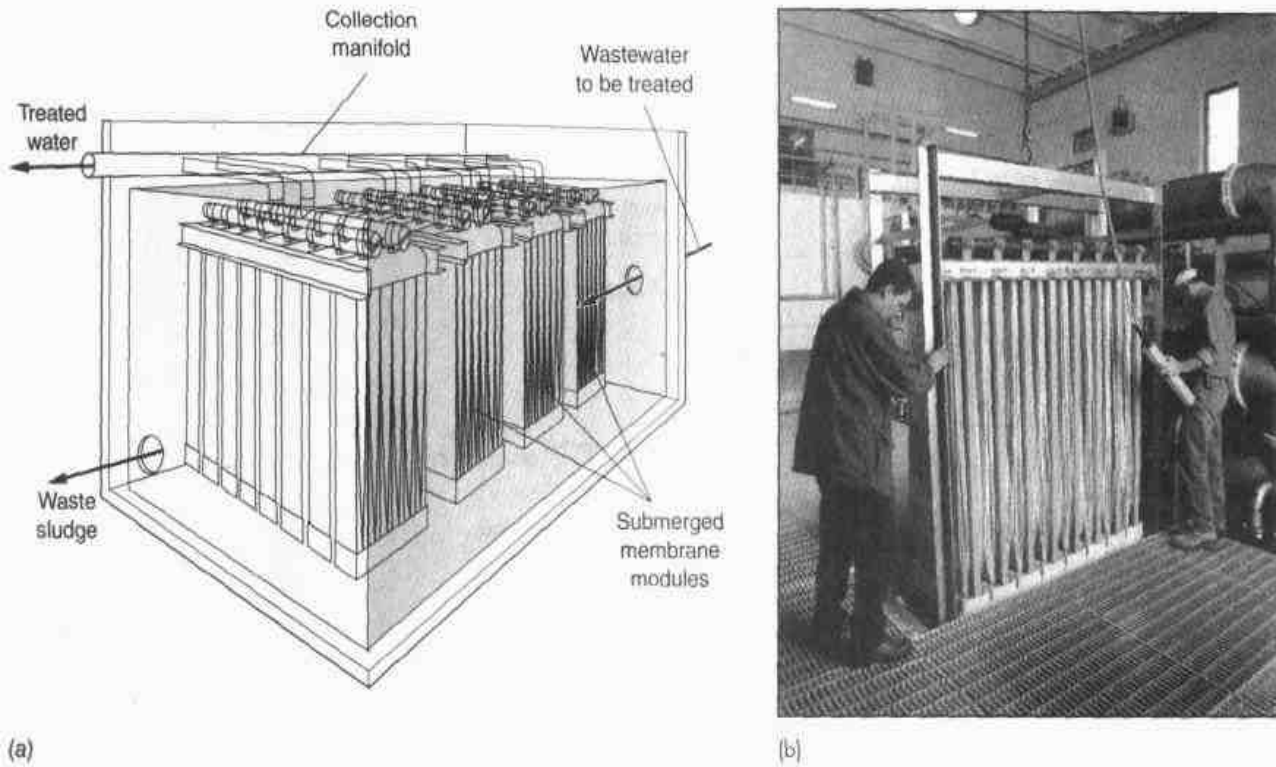 Collection
manifold
Wastewater
to be treated
Treated
water
Waste
sludge
Submerged
membrane
modules
(a)
(b)